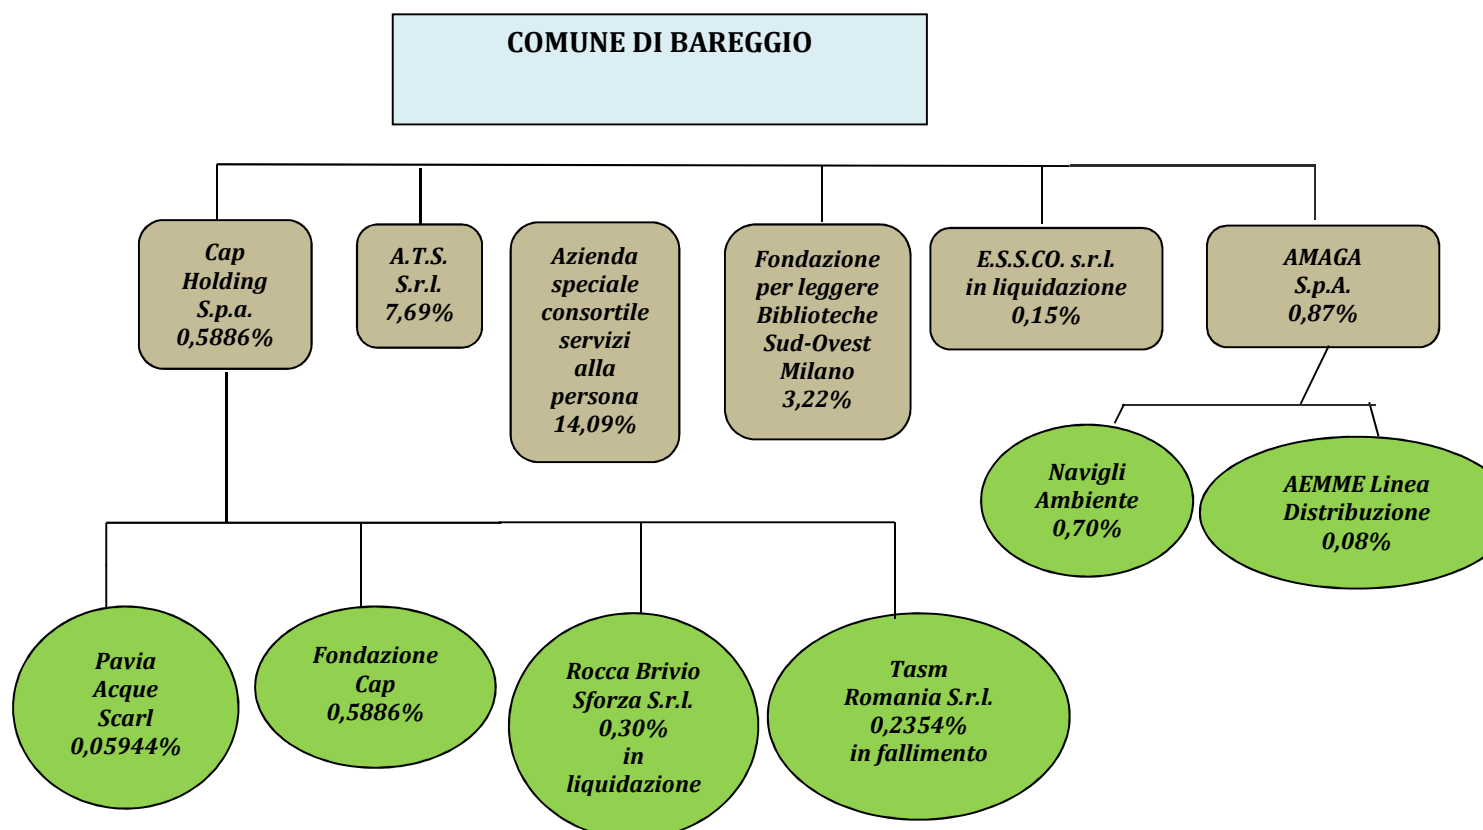 COMUNE DI BAREGGIO
Cap
Holding
S.p.a.
0,5886%
A.T.S.
S.r.l.
7,69%
Azienda
speciale
consortile
servizi
alla
persona
14,09%
Fondazione
per leggere
Biblioteche
Sud-Ovest
Milano
3,22%
E.S.S.CO. s.r.l.
in liquidazione
0,15%
AMAGA
S.p.A.
0,87%
Navigli
Ambiente
0,70%
AEMME Linea
Distribuzione
0,08%
Pavia
Acque
Scarl
0,05944%
Fondazione
Cap
0,5886%
Rocca Brivio
Sforza S.r.l.
0,30%
in
liquidazione
Tasm
Romania S.r.l.
0,2354%
in fallimento